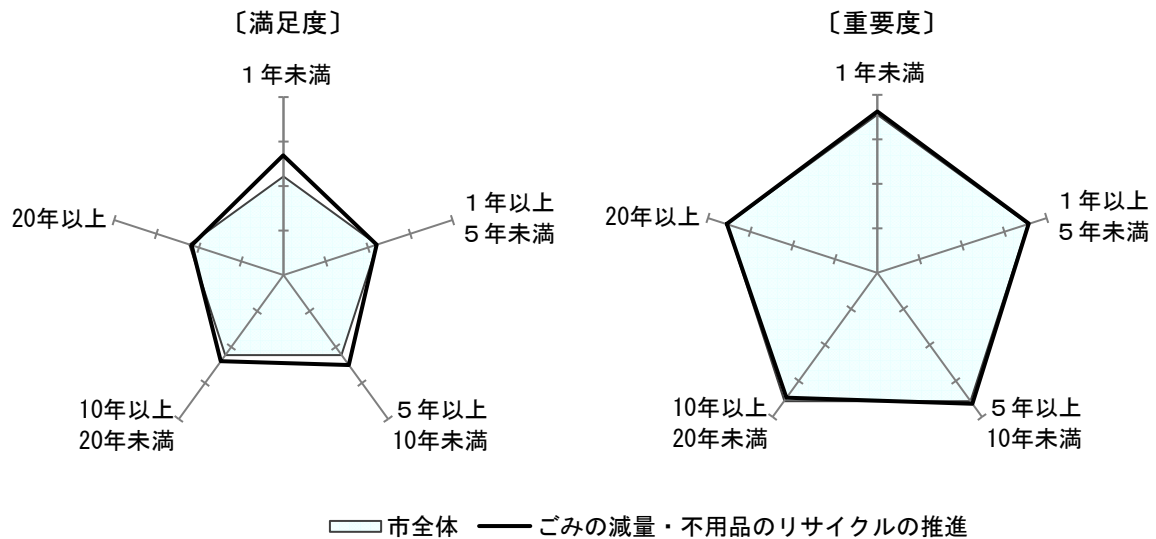 〔満足度〕
１年未満
１年以上
５年未満
５年以上
10年未満
10年以上
20年未満
20年以上
〔重要度〕
１年未満
１年以上
５年未満
５年以上
10年未満
10年以上
20年未満
20年以上
市全体
ごみの減量・不用品のリサイクルの推進